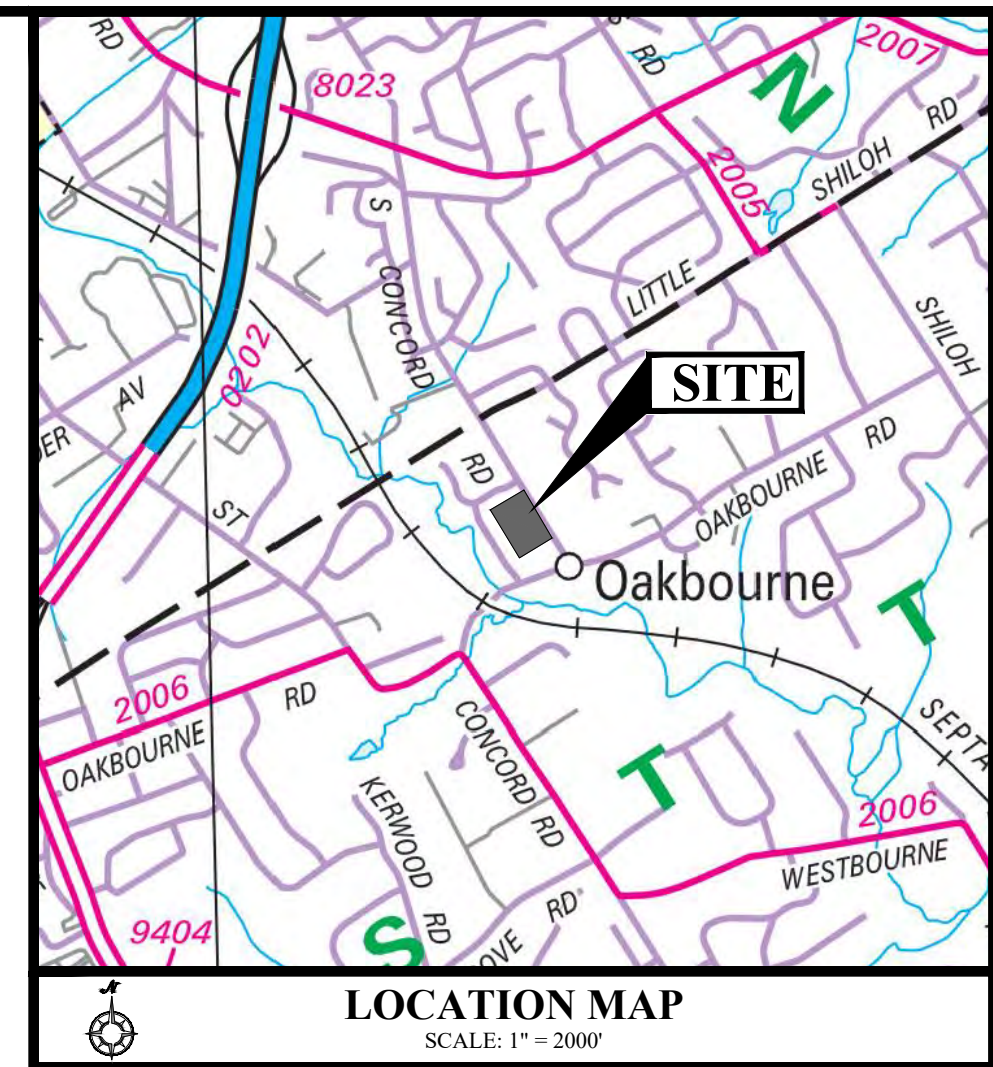 RD
8023
RD
2007
N
RD
SHILOH
2005
S
CONCORD
LITTLE
SHILOH
0202
AV
DER
SITE
RD
RD
OAKBOURNE
ST
Oakbourne
T
2006
RD
OAKBOURNE
CONCORD
RD
SEPTA
T
KERWOOD
RD
2006
WESTBOURNE
RD
OVE
S
9404
N
LOCATION MAP
SCALE: 1" = 2000'